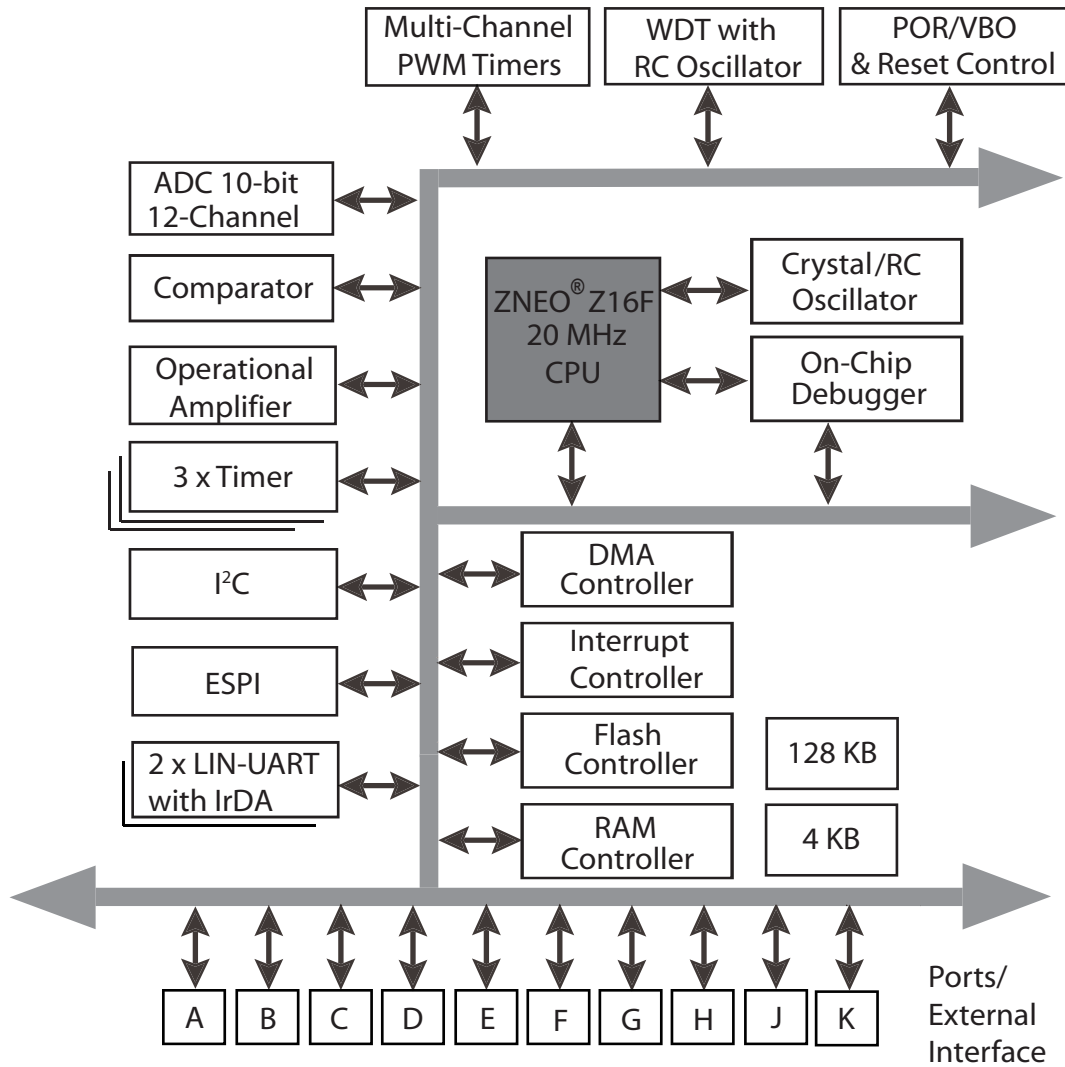 Multi-Channel
PWM Timers
WDT with
RC Oscillator
POR/VBO
& Reset Control
ADC 10-bit
12-Channel
Comparator
Operational
Amplifier
3 x Timer
I²C
ESPI
2 x LIN-UART
with IrDA
ZNEO® Z16F
20 MHz
CPU
Crystal/RC
Oscillator
On-Chip
Debugger
DMA
Controller
Interrupt
Controller
Flash
Controller
128 KB
RAM
Controller
4 KB
A B C D E F G H J K
Ports/
External
Interface